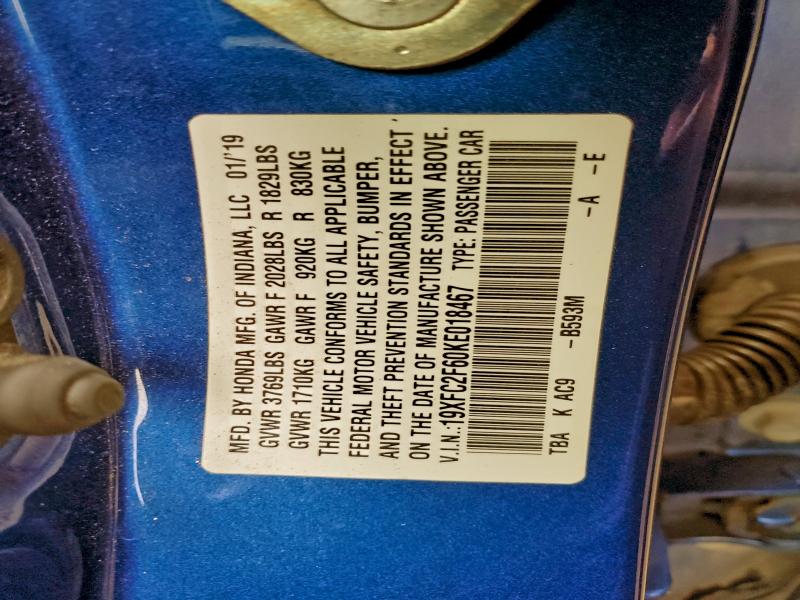 MFD. BY HONDA MFG. OF INDIANA, LLC 01/'19
GVWR 3769LBS GAWR F 2028LBS R 1829LBS
GVWR 1710KG GAWR F 920KG R 830KG
THIS VEHICLE CONFORMS TO ALL APPLICABLE
FEDERAL MOTOR VEHICLE SAFETY, BUMPER,
AND THEFT PREVENTION STANDARDS IN EFFECT
ON THE DATE OF MANUFACTURE SHOWN ABOVE.
V.I.N.:19XFC2F60KE018467 TYPE: PASSENGER CAR
TBA K AC9 -B593M -A -E